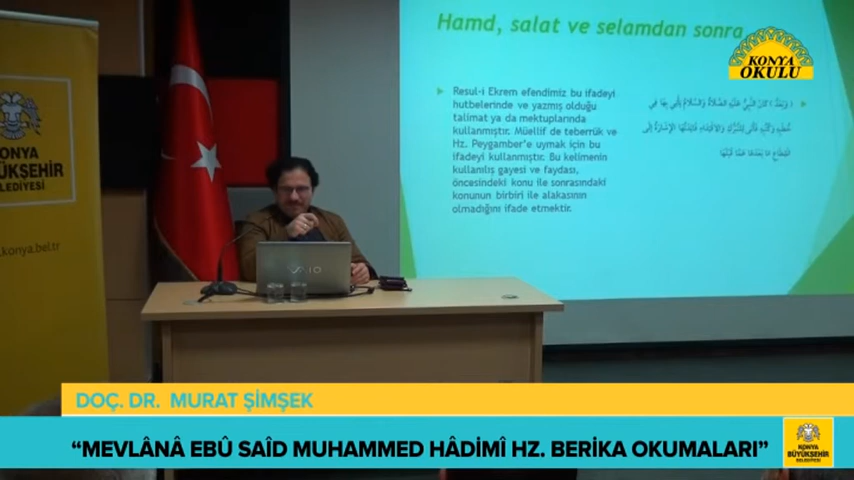 Hamd, salat ve selamdan sonra
KONYA
OKULU
Resul-i Ekrem efendimiz bu ifadeyi
hutbelerinde ve yazmış olduğu
talimat ya da mektuplarında
kullanmıştır. Müellif de teberrük ve
Hz. Peygamber'e uymak için bu
ifadeyi kullanmıştır. Bu kelimenin
kullanılış gayesi ve faydası,
öncesindeki konu ile sonrasındaki
konunun birbiri ile alakasının
olmadığını ifade etmektir.
KONYA
BÜYÜKŞEHİR
BELEDİYESİ
konya.bel.tr
VAIO
DOÇ. DR. MURAT ŞİMŞEK
“MEVLÂNÂ EBÛ SAÎD MUHAMMED HÂDİMÎ HZ. BERİKA OKUMALARI”
KONYA
BÜYÜKŞEHİR
BELEDİYESİ